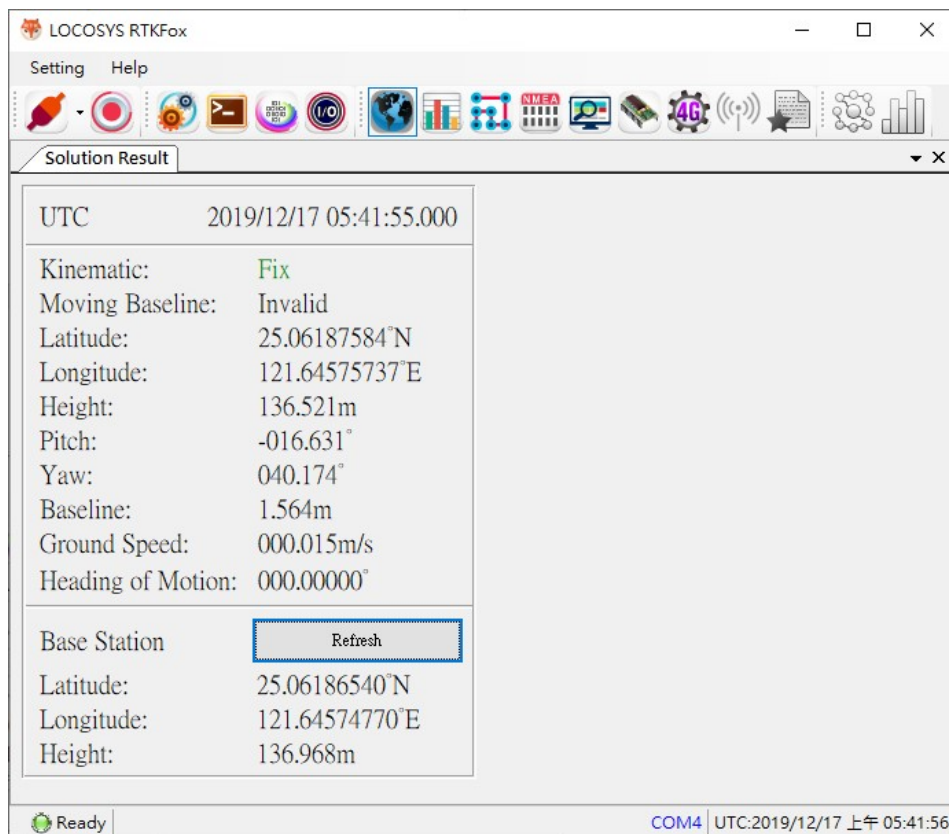 LOCOSYS RTKFox
Setting Help
NMEA
4G
I/O
Solution Result
UTC 2019/12/17 05:41:55.000
Kinematic: Fix
Moving Baseline: Invalid
Latitude: 25.06187584°N
Longitude: 121.64575737°E
Height: 136.521m
Pitch: -016.631°
Yaw: 040.174°
Baseline: 1.564m
Ground Speed: 000.015m/s
Heading of Motion: 000.00000°
Base Station Refresh
Latitude: 25.06186540°N
Longitude: 121.64574770°E
Height: 136.968m
Ready COM4 UTC:2019/12/17 上午 05:41:56